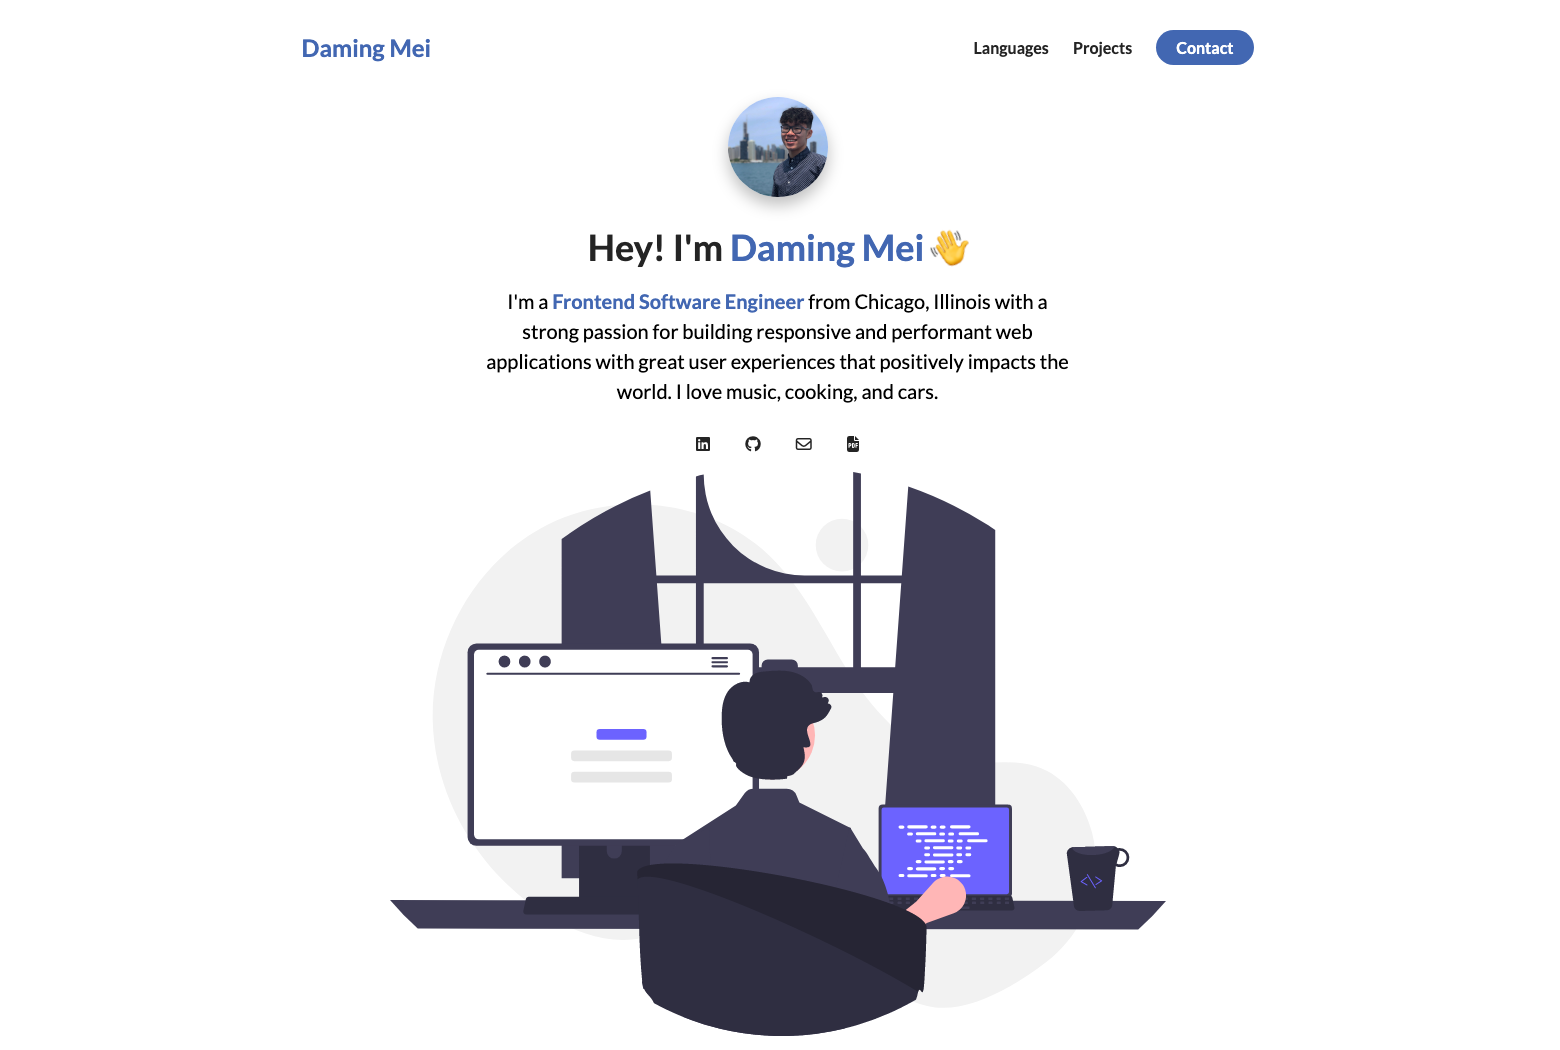 Daming Mei
Languages Projects Contact
Hey! I'm Daming Mei 👋
I'm a Frontend Software Engineer from Chicago, Illinois with a
strong passion for building responsive and performant web
applications with great user experiences that positively impacts the
world. I love music, cooking, and cars.
in PDF
</>